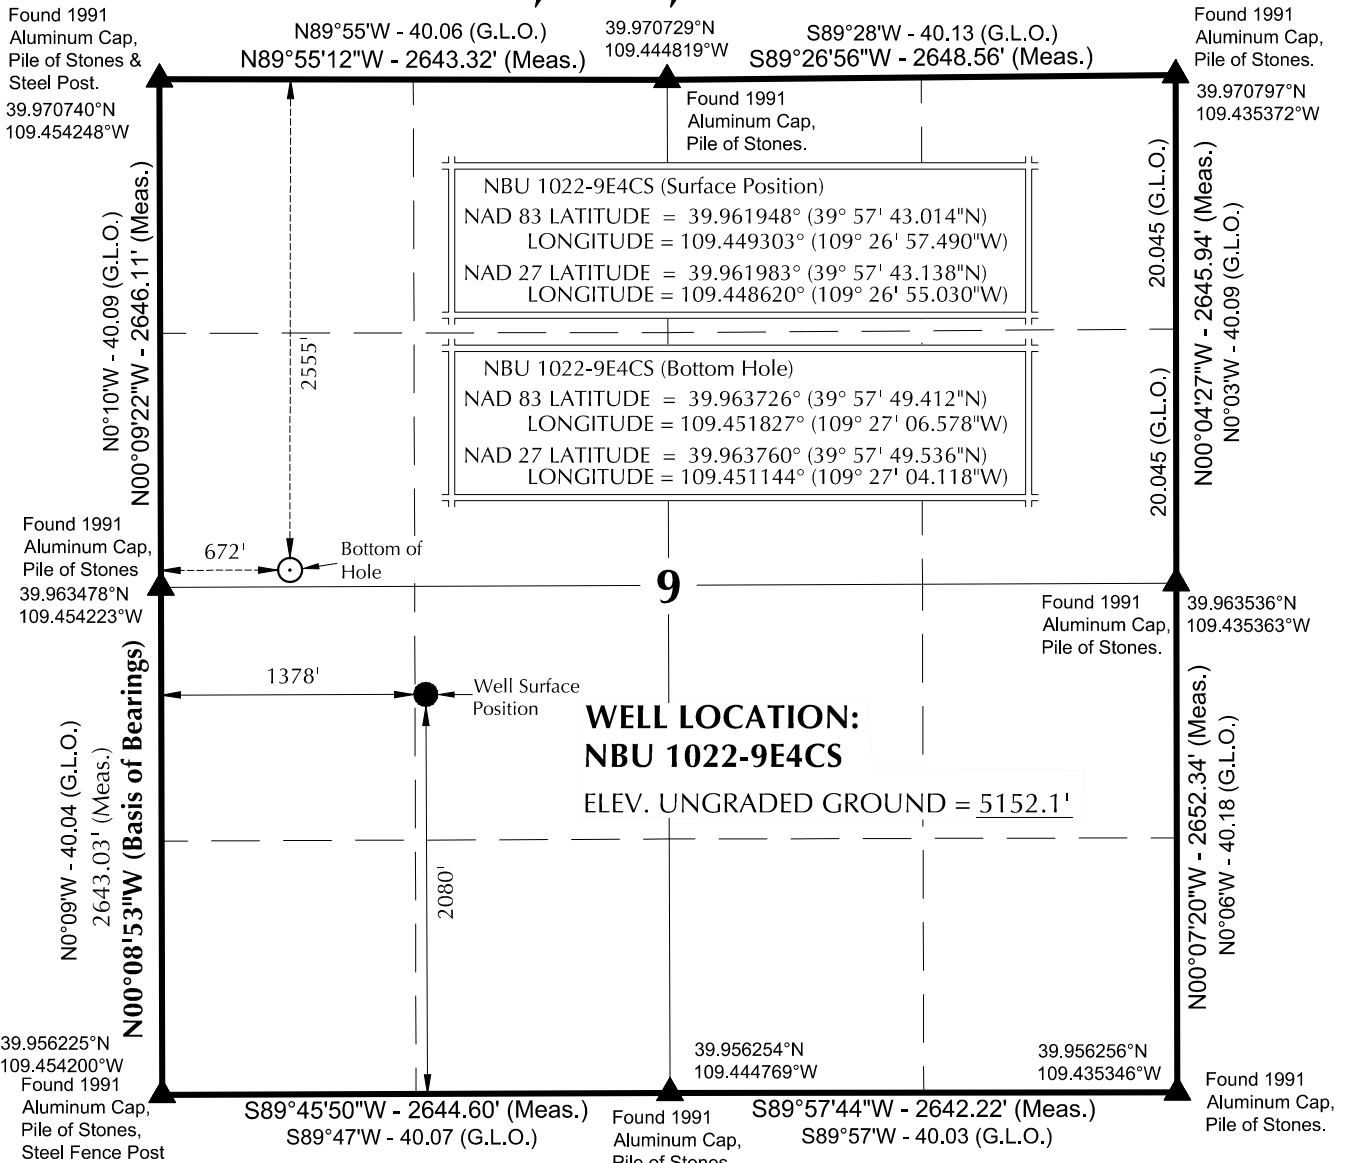 Found 1991
Aluminum Cap,
Pile of Stones &
Steel Post.
39.970740°N
109.454248°W
N89°55'W - 40.06 (G.L.O.)
N89°55'12"W - 2643.32' (Meas.)
39.970729°N
109.444819°W
S89°28'W - 40.13 (G.L.O.)
S89°26'56"W - 2648.56' (Meas.)
Found 1991
Aluminum Cap,
Pile of Stones.
39.970797°N
109.435372°W
Found 1991
Aluminum Cap,
Pile of Stones.
N0°10'W - 40.09 (G.L.O.)
N00°09'22"W - 2646.11' (Meas.)
2555'
NBU 1022-9E4CS (Surface Position)
NAD 83 LATITUDE = 39.961948° (39° 57' 43.014"N)
LONGITUDE = 109.449303° (109° 26' 57.490"W)
NAD 27 LATITUDE = 39.961983° (39° 57' 43.138"N)
LONGITUDE = 109.448620° (109° 26' 55.030"W)
NBU 1022-9E4CS (Bottom Hole)
NAD 83 LATITUDE = 39.963726° (39° 57' 49.412"N)
LONGITUDE = 109.451827° (109° 27' 06.578"W)
NAD 27 LATITUDE = 39.963760° (39° 57' 49.536"N)
LONGITUDE = 109.451144° (109° 27' 04.118"W)
20.045 (G.L.O.)
20.045 (G.L.O.)
N00°04'27"W - 2645.94' (Meas.)
N0°03'W - 40.09 (G.L.O.)
Found 1991
Aluminum Cap,
Pile of Stones
39.963478°N
109.454223°W
672'
Bottom of
Hole
9
Found 1991
Aluminum Cap,
Pile of Stones.
39.963536°N
109.435363°W
1378'
Well Surface
Position
WELL LOCATION:
NBU 1022-9E4CS
ELEV. UNGRADED GROUND = 5152.1'
N0°09'W - 40.04 (G.L.O.)
2643.03' (Meas.)
N00°08'53"W (Basis of Bearings)
2080'
N00°07'20"W - 2652.34' (Meas.)
N0°06'W - 40.18 (G.L.O.)
39.956225°N
109.454200°W
Found 1991
Aluminum Cap,
Pile of Stones,
Steel Fence Post
S89°45'50"W - 2644.60' (Meas.)
S89°47'W - 40.07 (G.L.O.)
39.956254°N
109.444769°W
Found 1991
Aluminum Cap,
Pile of Stones
S89°57'44"W - 2642.22' (Meas.)
S89°57'W - 40.03 (G.L.O.)
39.956256°N
109.435346°W
Found 1991
Aluminum Cap,
Pile of Stones.